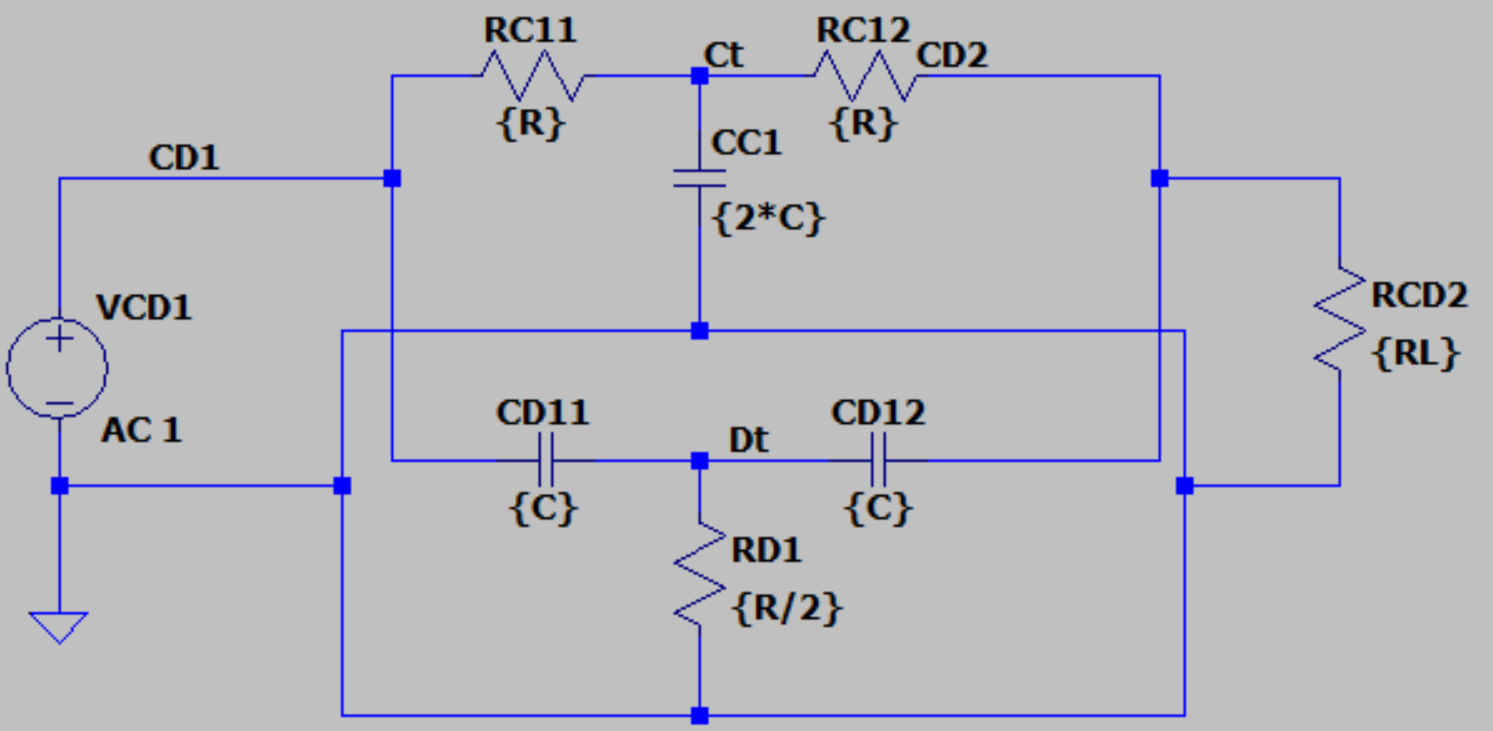 RC11
RC12
Ct
CD2
{R}
{R}
CC1
CD1
{2*C}
VCD1
RCD2
{RL}
CD11
CD12
AC 1
Dt
{C}
{C}
RD1
{R/2}